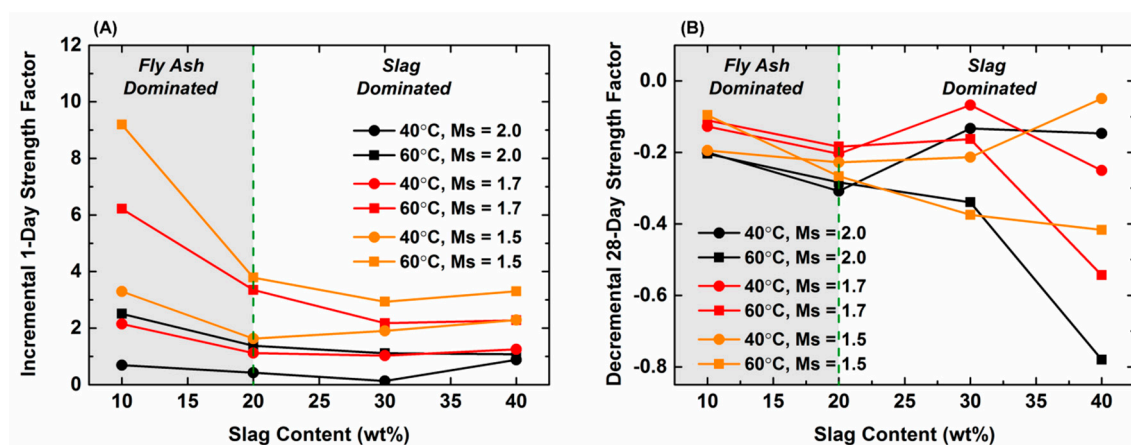 (A)
Incremental 1-Day Strength Factor
12
10
8
6
4
2
0
Fly Ash
Dominated
Slag
Dominated
40°C, Ms = 2.0
60°C, Ms = 2.0
40°C, Ms = 1.7
60°C, Ms = 1.7
40°C, Ms = 1.5
60°C, Ms = 1.5
10 15 20 25 30 35 40
Slag Content (wt%)
(B)
Decremental 28-Day Strength Factor
0.0
-0.2
-0.4
-0.6
-0.8
Fly Ash
Dominated
Slag
Dominated
40°C, Ms = 2.0
60°C, Ms = 2.0
40°C, Ms = 1.7
60°C, Ms = 1.7
40°C, Ms = 1.5
60°C, Ms = 1.5
10 15 20 25 30 35 40
Slag Content (wt%)